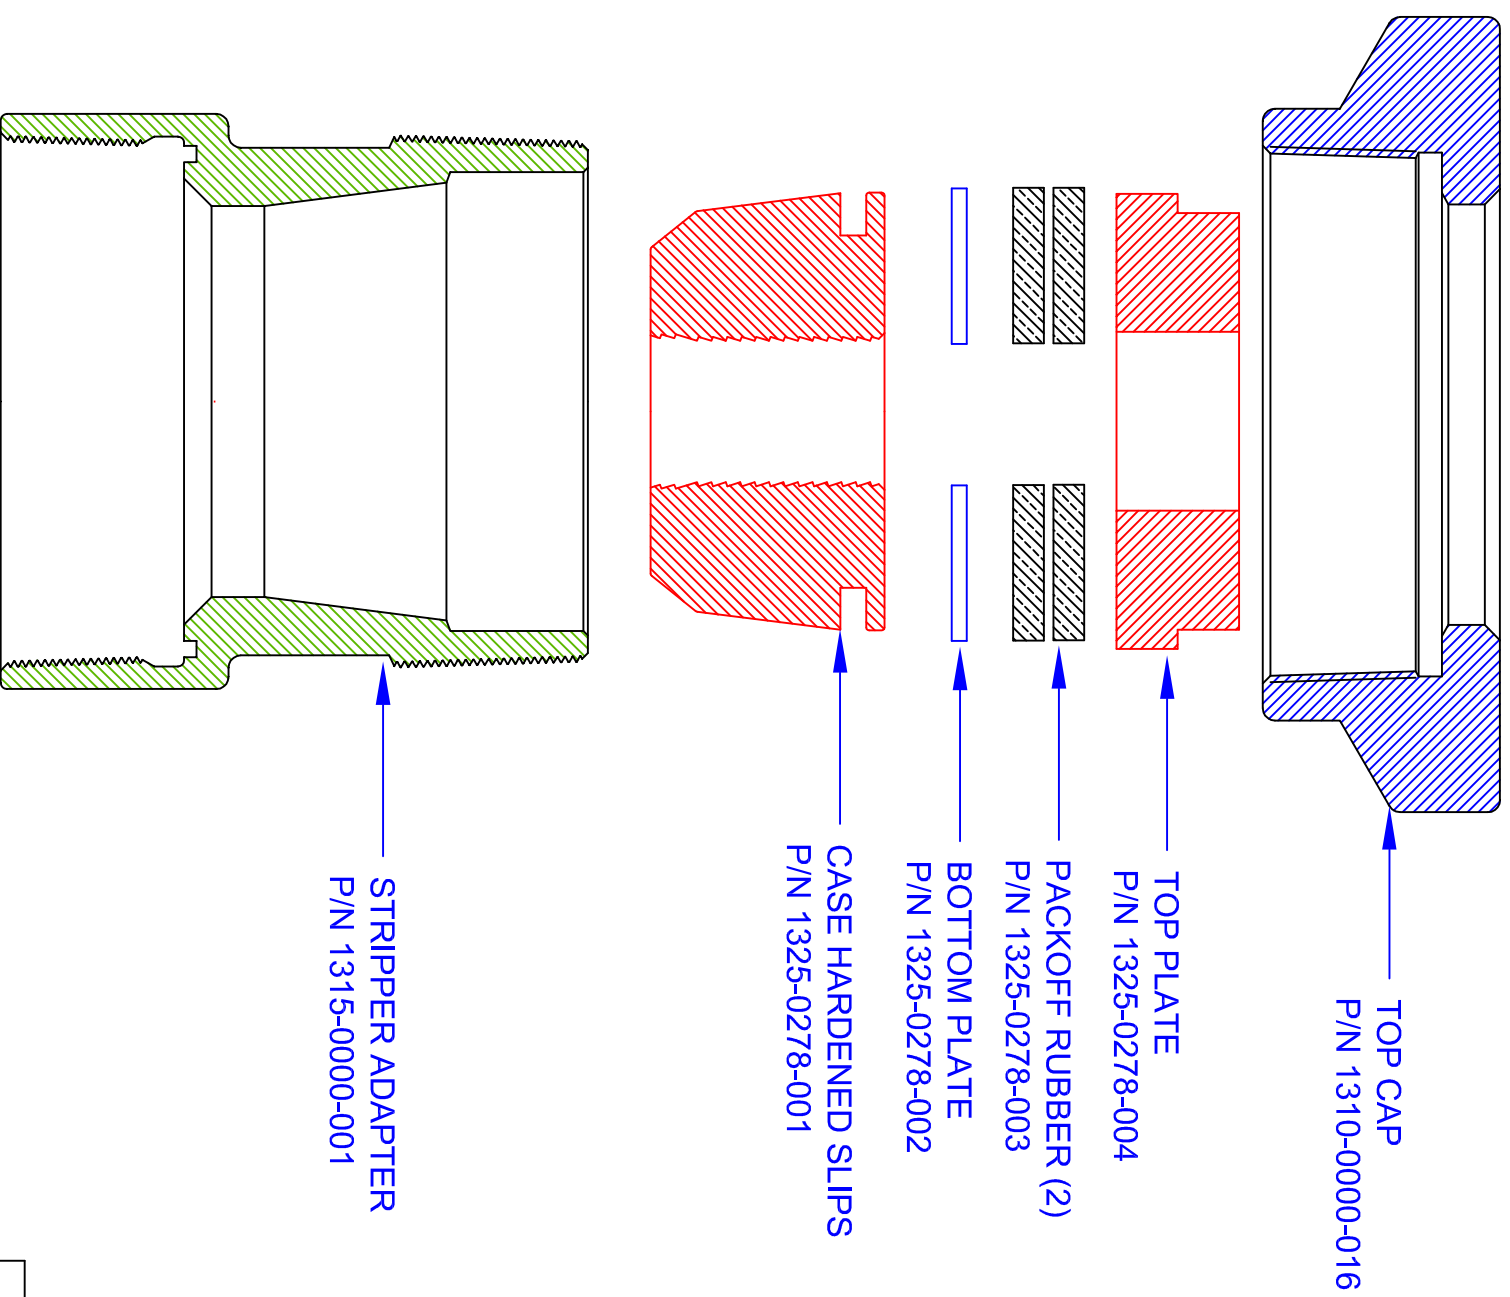 TOP CAP
P/N 1310-0000-016
TOP PLATE
P/N 1325-0278-004
PACKOFF RUBBER (2)
P/N 1325-0278-003
BOTTOM PLATE
P/N 1325-0278-002
CASE HARDENED SLIPS
P/N 1325-0278-001
STRIPPER ADAPTER
P/N 1315-0000-001